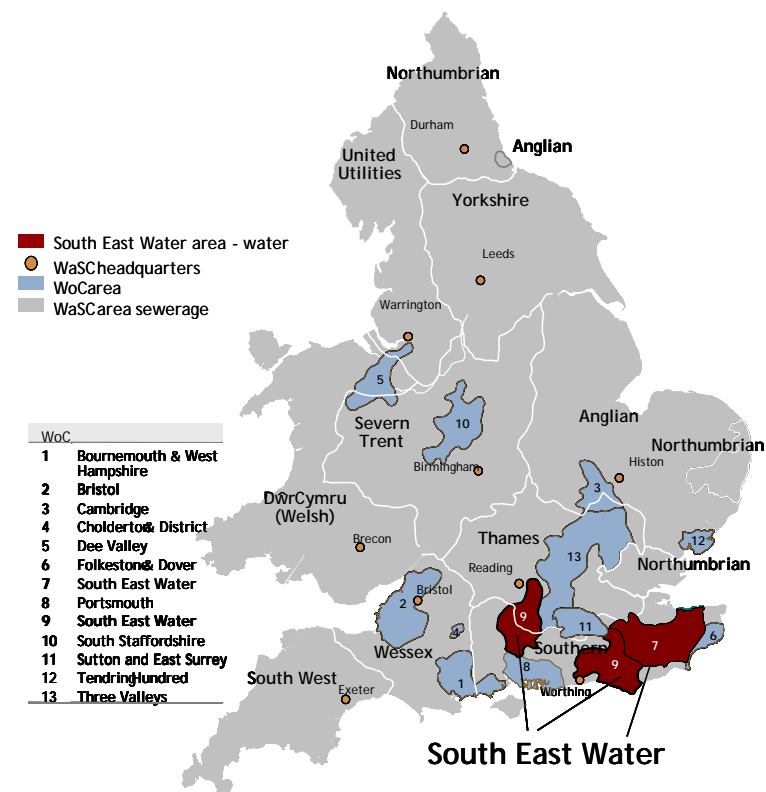 Northumbrian
Durham
Anglian
United
Utilities
Yorkshire
South East Water area - water
WaSCheadquarters
WoCarea
WaSCarea sewerage
Leeds
Warrington
5
Severn
Trent
10
Birmingham
Anglian
Northumbrian
Histon
3
WoC
1 Bournemouth & West
Hampshire
2 Bristol
3 Cambridge
4 Cholderton& District
5 Dee Valley
6 Folkestone& Dover
7 South East Water
8 Portsmouth
9 South East Water
10 South Staffordshire
11 Sutton and East Surrey
12 TendringHundred
13 Three Valleys
DŵrCymru
(Welsh)
Brecon
Thames
Reading
13
12
Northumbrian
Bristol
2
4
Wessex
9
11
Southern
7
6
9
8
1
Worthing
South West
Exeter
South East Water